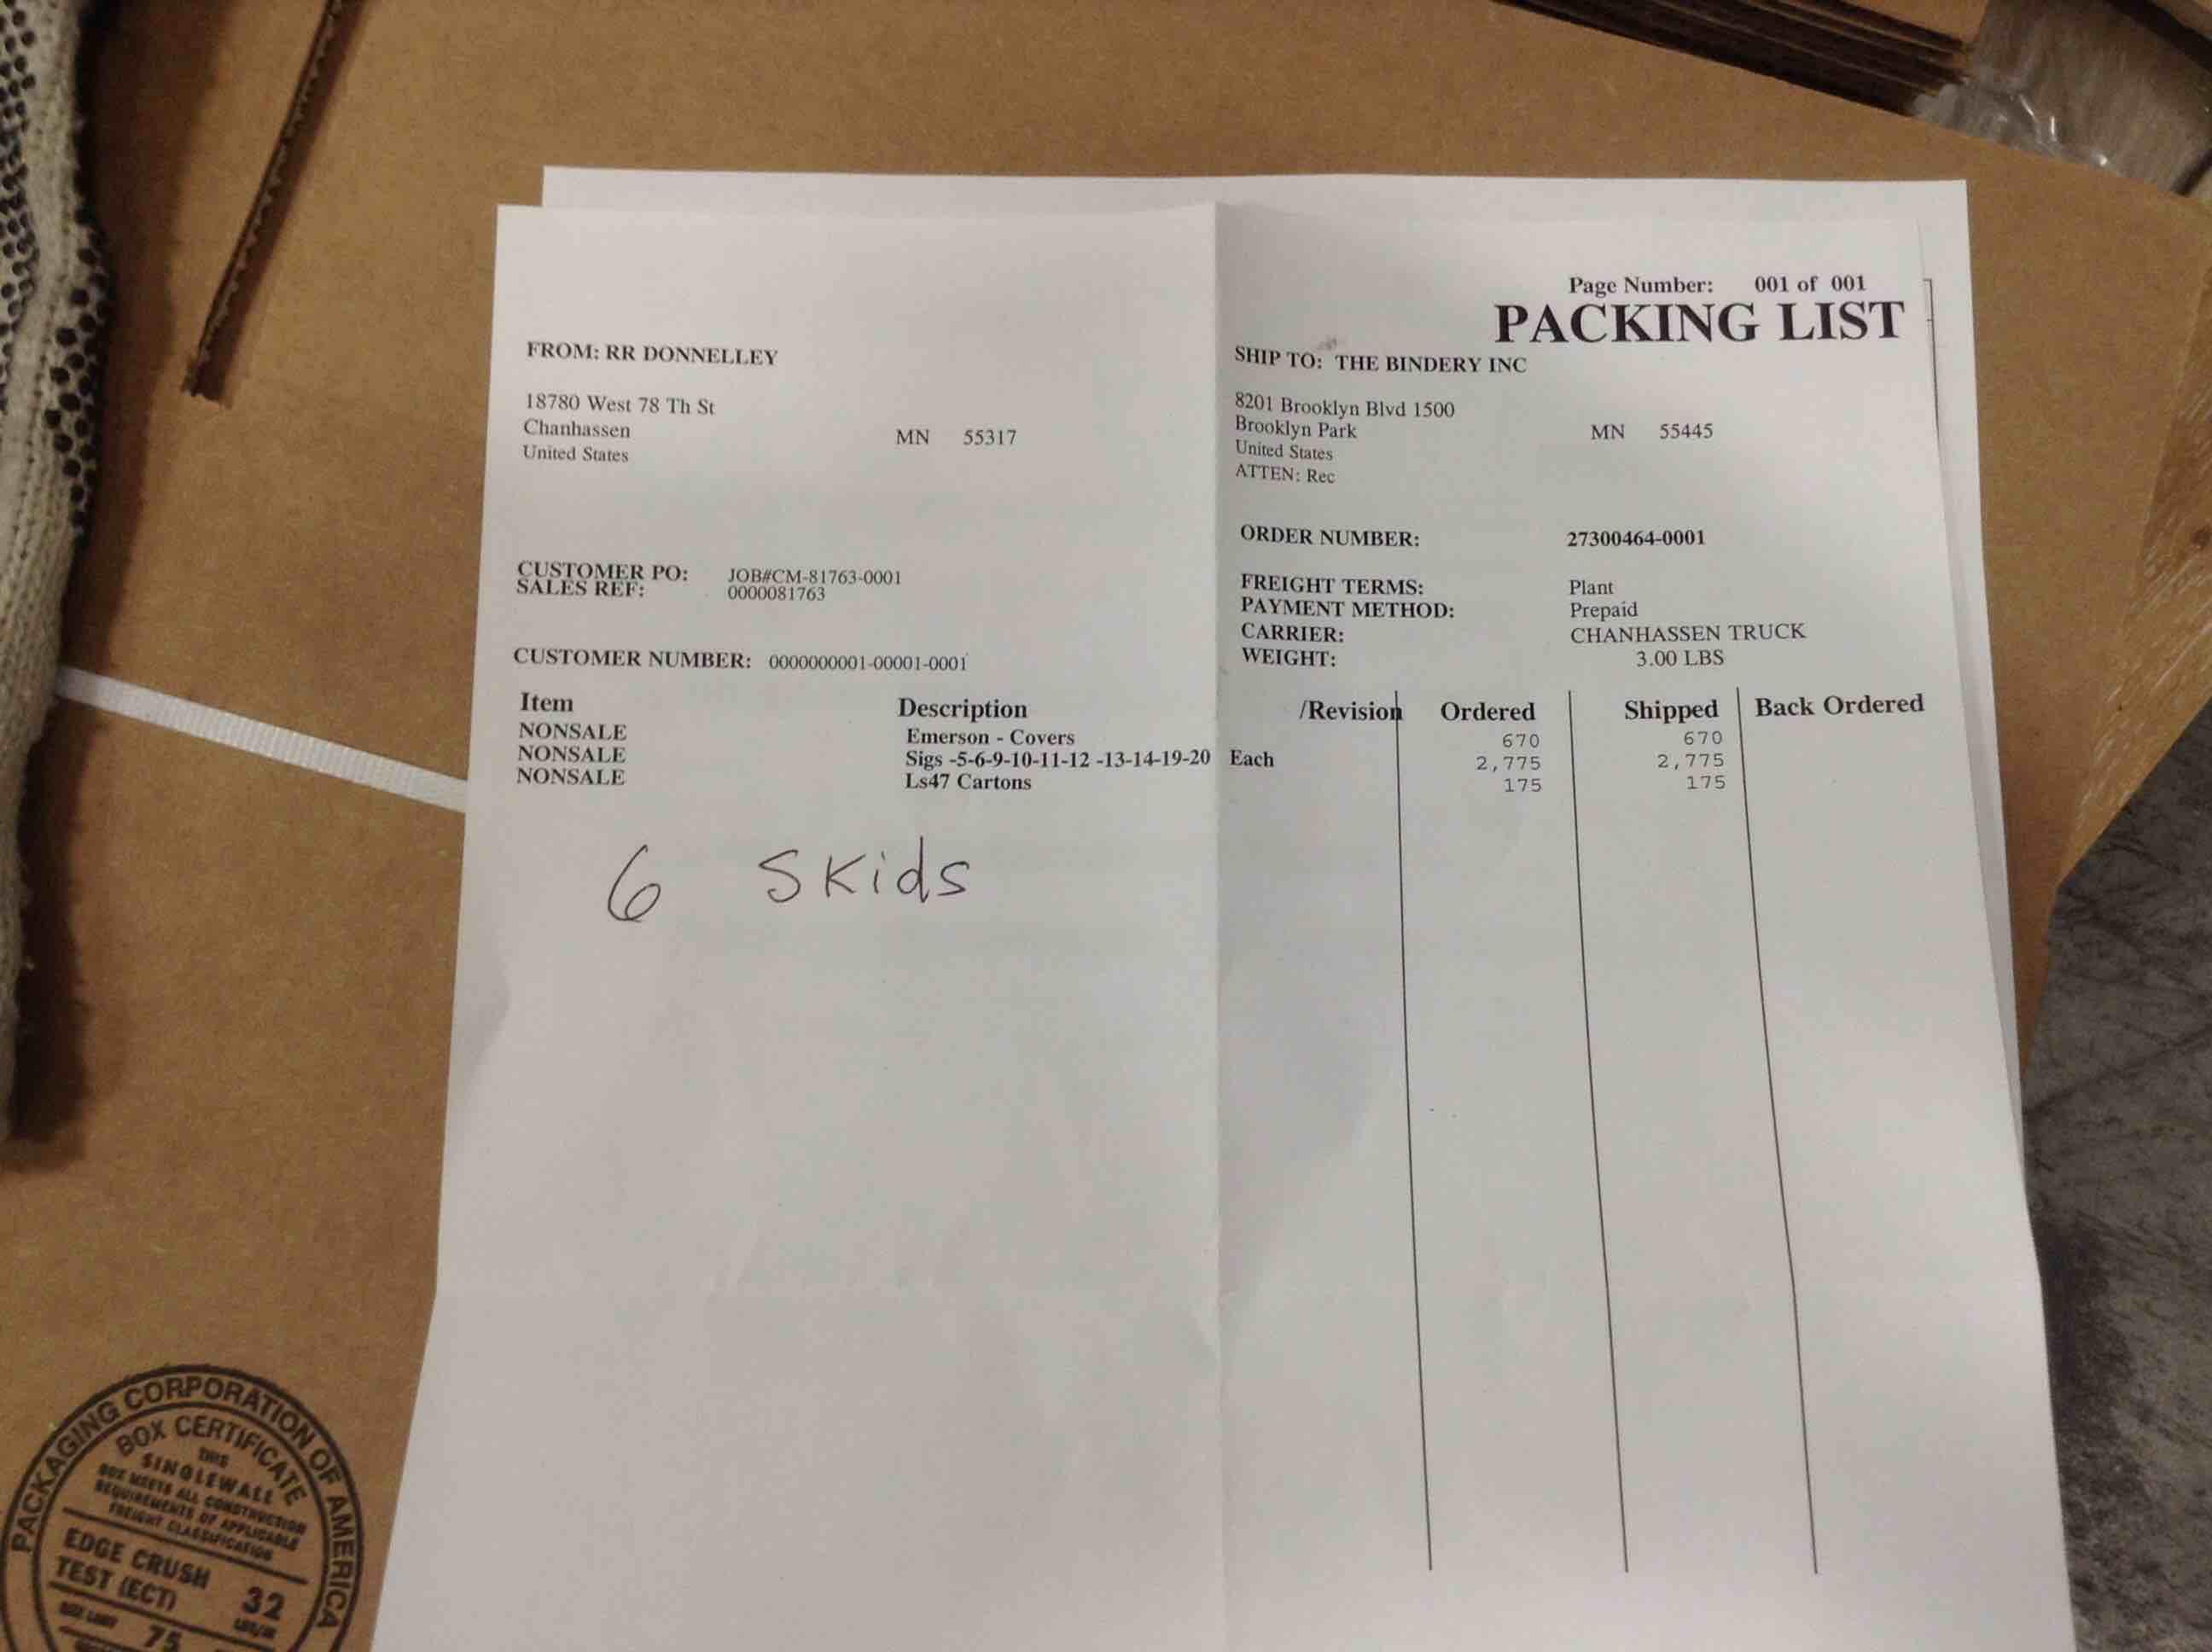 Page Number: 001 of 001
PACKING LIST
FROM: RR DONNELLEY
18780 West 78 Th St
Chanhassen MN 55317
United States
SHIP TO: THE BINDERY INC
8201 Brooklyn Blvd 1500
Brooklyn Park MN 55445
United States
ATTEN: Rec
CUSTOMER PO: JOB#CM-81763-0001
SALES REF: 0000081763
CUSTOMER NUMBER: 0000000001-00001-0001
ORDER NUMBER: 27300464-0001
FREIGHT TERMS: Plant
PAYMENT METHOD: Prepaid
CARRIER: CHANHASSEN TRUCK
WEIGHT: 3.00 LBS
Item Description /Revision Ordered Shipped Back Ordered
NONSALE Emerson - Covers 670 670
NONSALE Sigs -5-6-9-10-11-12 -13-14-19-20 Each 2,775 2,775
NONSALE Ls47 Cartons 175 175
6 Skids
PACKAGING CORPORATION OF AMERICA
BOX CERTIFICATE
THIS
SINGLEWALL
BOX MEETS ALL CONSTRUCTION
REQUIREMENTS OF APPLICABLE
FREIGHT CLASSIFICATION
EDGE CRUSH
TEST (ECT) 32
LBS/IN
SIZE LIMIT 75